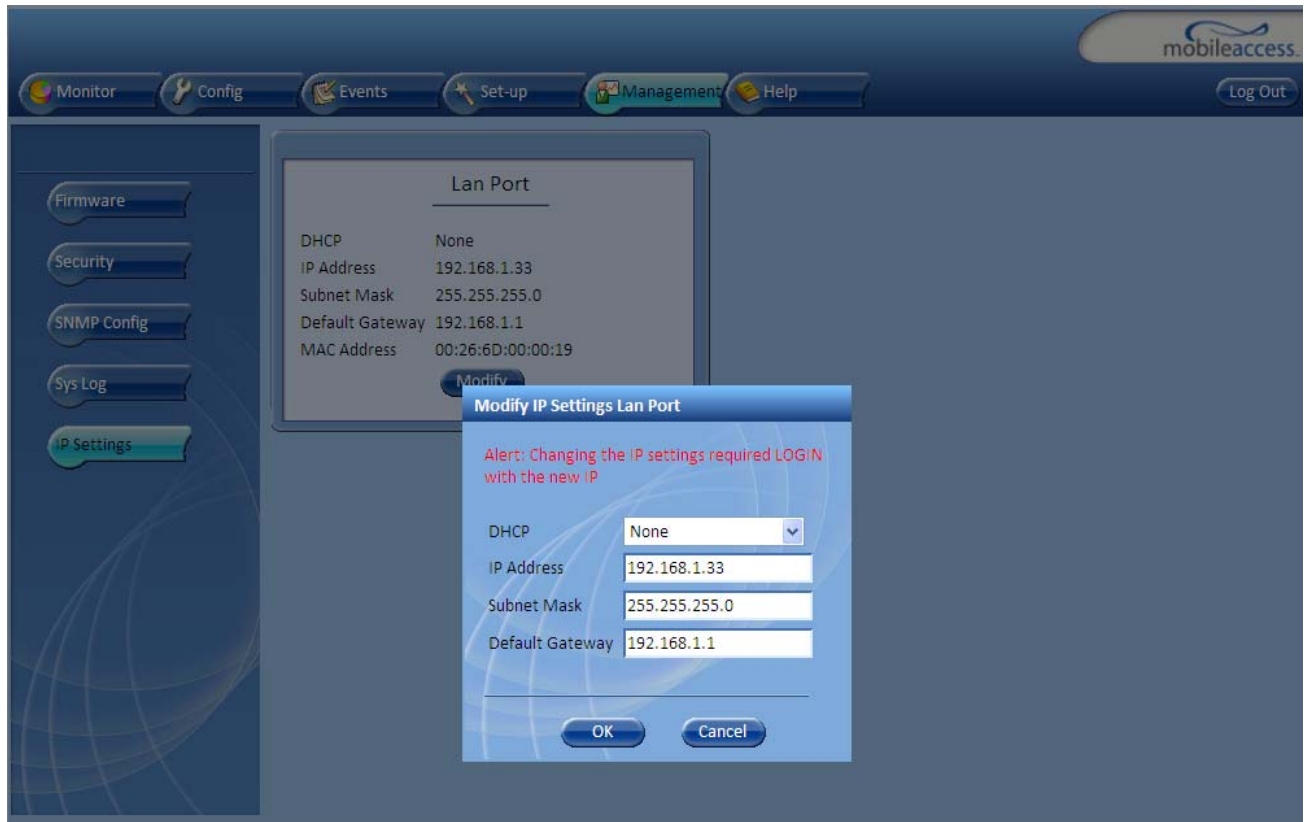 mobileaccess.
Monitor
Config
Events
Set-up
Management
Help
Log Out
Firmware
Security
SNMP Config
Sys Log
IP Settings
Lan Port
DHCP None
IP Address 192.168.1.33
Subnet Mask 255.255.255.0
Default Gateway 192.168.1.1
MAC Address 00:26:6D:00:00:19
Modify
Modify IP Settings Lan Port
Alert: Changing the IP settings required LOGIN
with the new IP
DHCP None
IP Address 192.168.1.33
Subnet Mask 255.255.255.0
Default Gateway 192.168.1.1
OK
Cancel